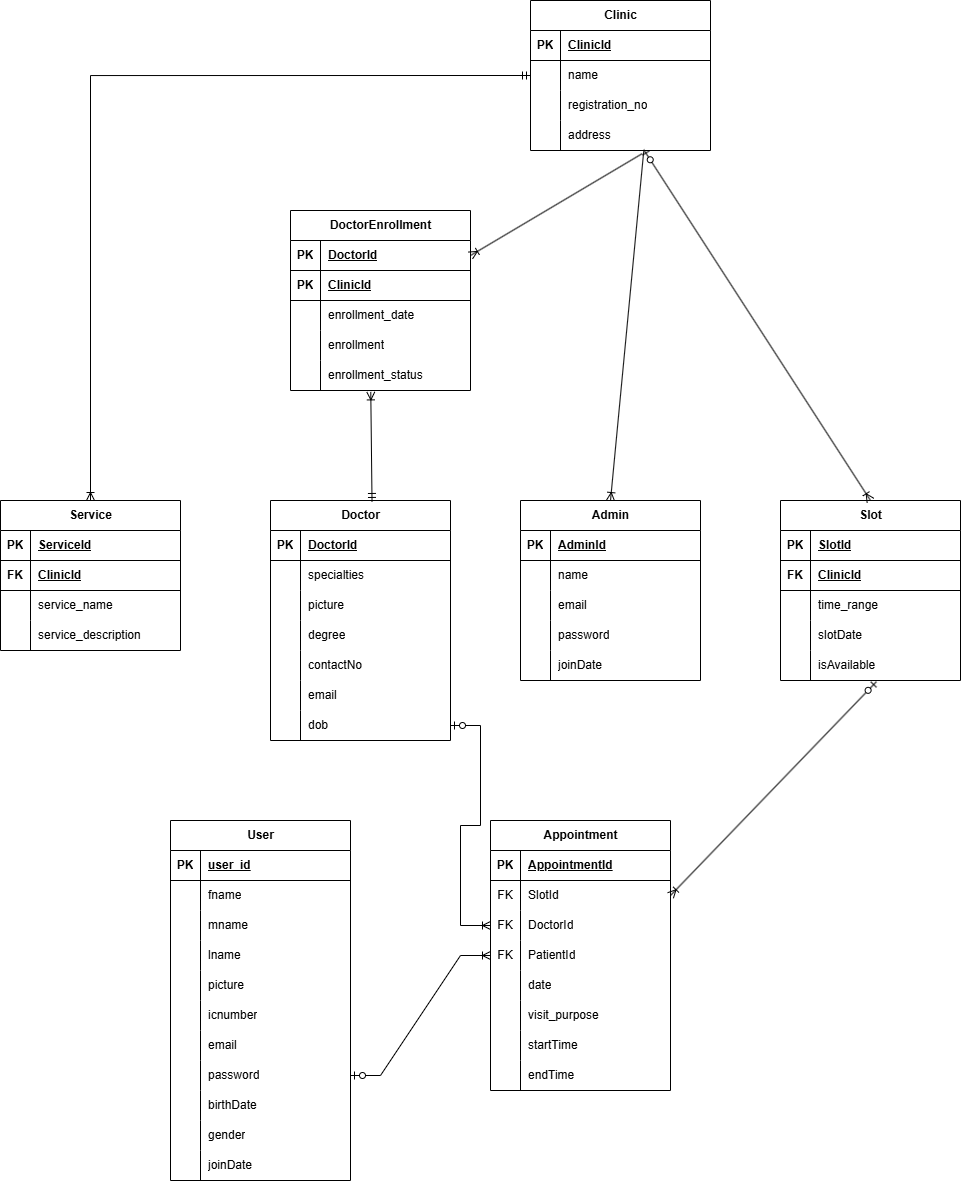 Clinic
PK ClinicId
name
registration_no
address
DoctorEnrollment
PK DoctorId
PK ClinicId
enrollment_date
enrollment
enrollment_status
Service
PK ServiceId
FK ClinicId
service_name
service_description
Doctor
PK DoctorId
specialties
picture
degree
contactNo
email
dob
Admin
PK AdminId
name
email
password
joinDate
Slot
PK SlotId
FK ClinicId
time_range
slotDate
isAvailable
User
PK user_id
fname
mname
lname
picture
icnumber
email
password
birthDate
gender
joinDate
Appointment
PK AppointmentId
FK SlotId
FK DoctorId
FK PatientId
date
visit_purpose
startTime
endTime